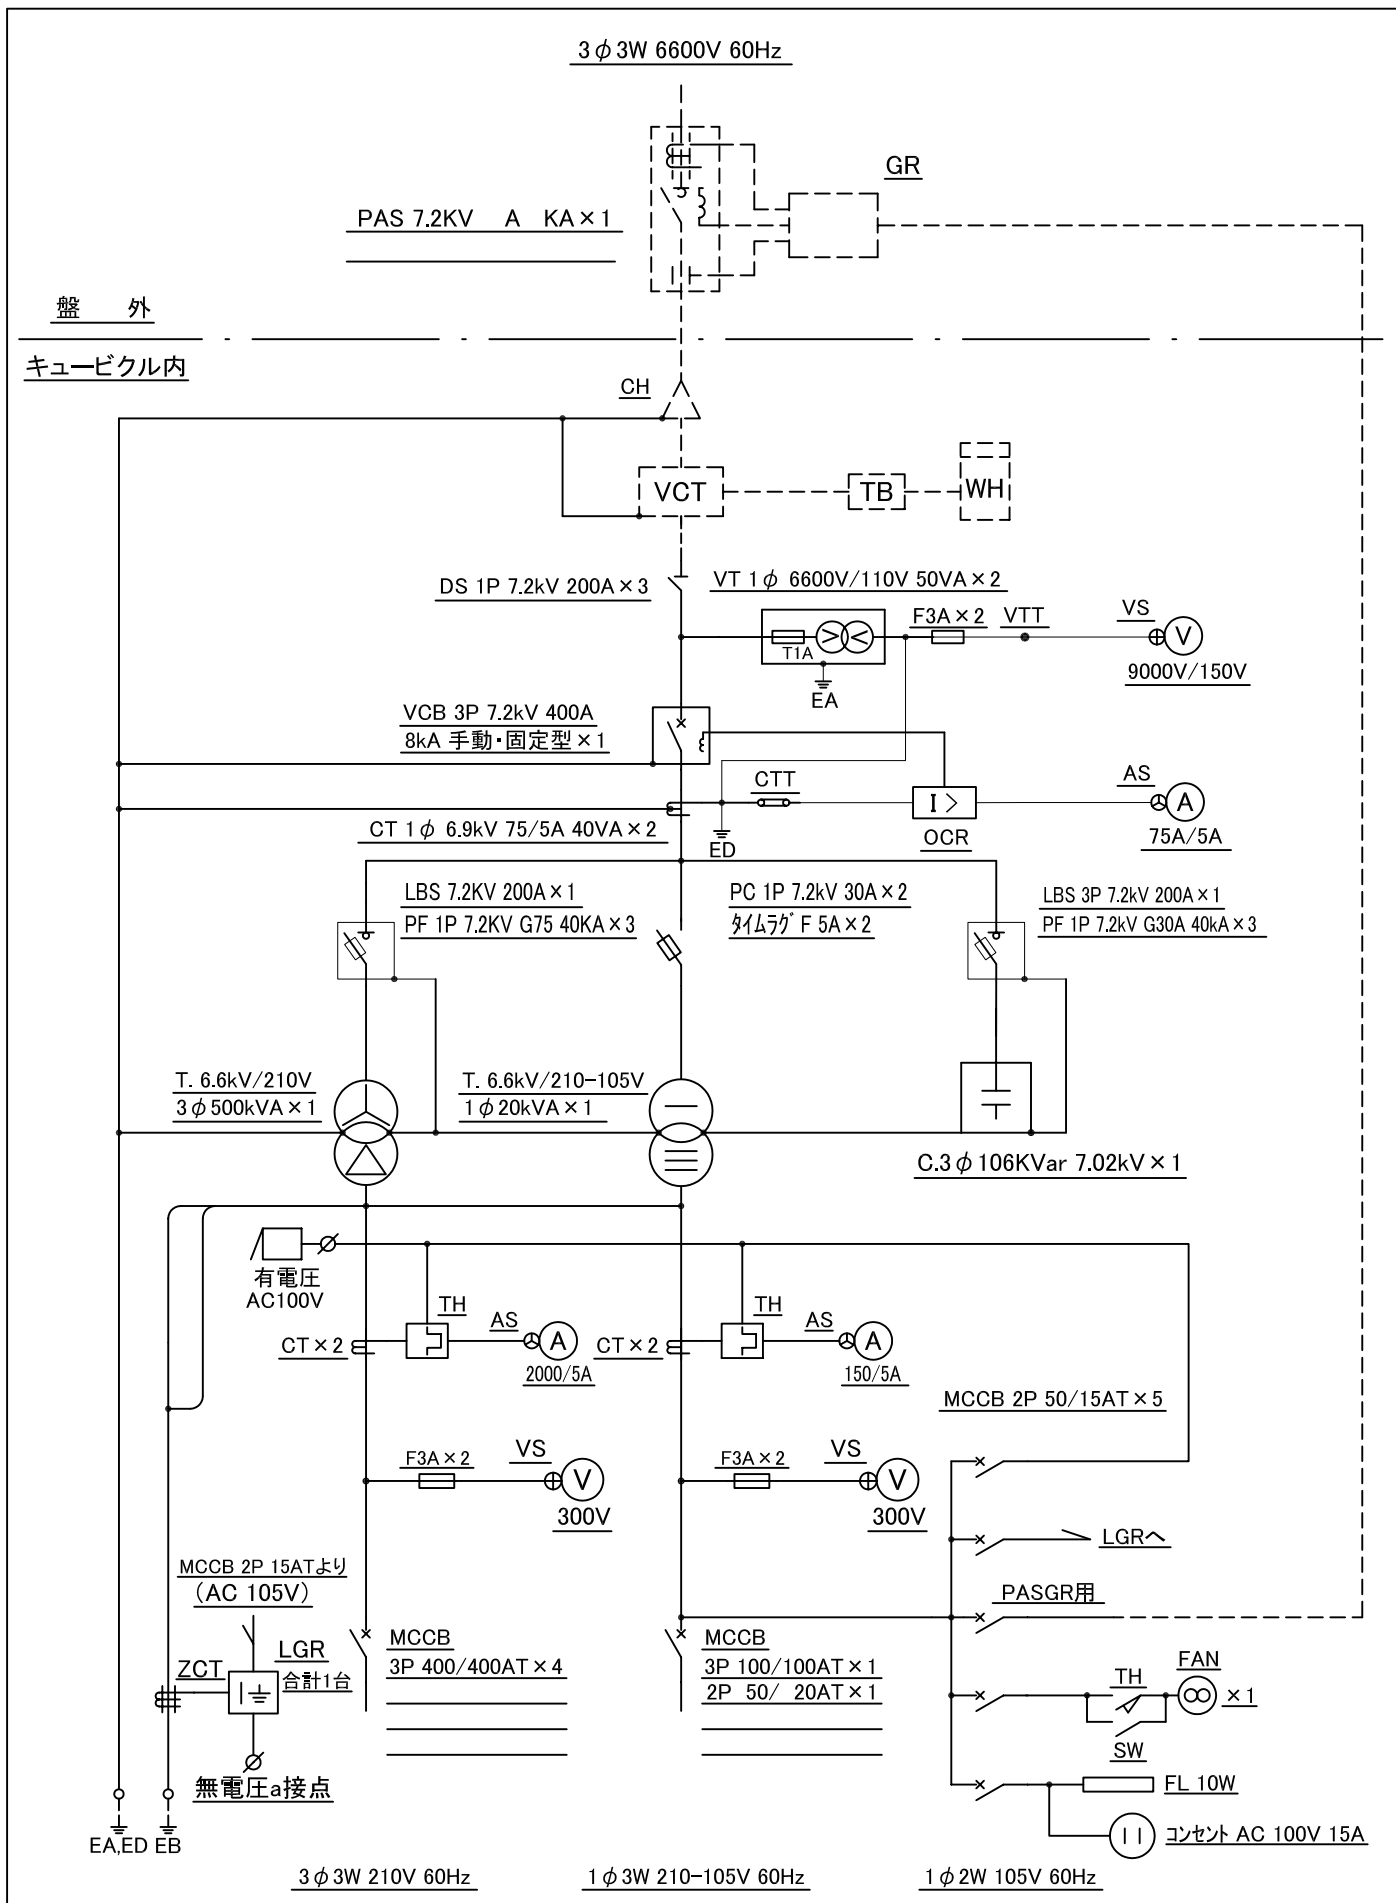 3φ3W 6600V 60Hz
GR
PAS 7.2KV A KA×1
盤 外
キュービクル内
CH
VCT
TB
WH
DS 1P 7.2kV 200A×3
VT 1φ 6600V/110V 50VA×2
T1A
EA
F3A×2
VTT
VS
V
9000V/150V
VCB 3P 7.2kV 400A
8kA 手動・固定型×1
CTT
AS
I >
A
CT 1φ 6.9kV 75/5A 40VA×2
ED
OCR
75A/5A
LBS 7.2KV 200A×1
PF 1P 7.2KV G75 40KA×3
PC 1P 7.2kV 30A×2
タイムラグF 5A×2
LBS 3P 7.2kV 200A×1
PF 1P 7.2kV G30A 40kA×3
T. 6.6kV/210V
3φ500kVA×1
T. 6.6kV/210-105V
1φ20kVA×1
C.3φ106KVar 7.02kV×1
有電圧
AC100V
TH
AS
CT×2
A
2000/5A
TH
AS
CT×2
A
150/5A
MCCB 2P 50/15AT×5
F3A×2
VS
V
300V
F3A×2
VS
V
300V
LGRへ
MCCB 2P 15ATより
(AC 105V)
PASGR用
ZCT
LGR
合計1台
MCCB
3P 400/400AT×4
MCCB
3P 100/100AT×1
2P 50/ 20AT×1
TH
FAN
×1
SW
無電圧a接点
FL 10W
コンセント AC 100V 15A
EA,ED
EB
3φ3W 210V 60Hz
1φ3W 210-105V 60Hz
1φ2W 105V 60Hz